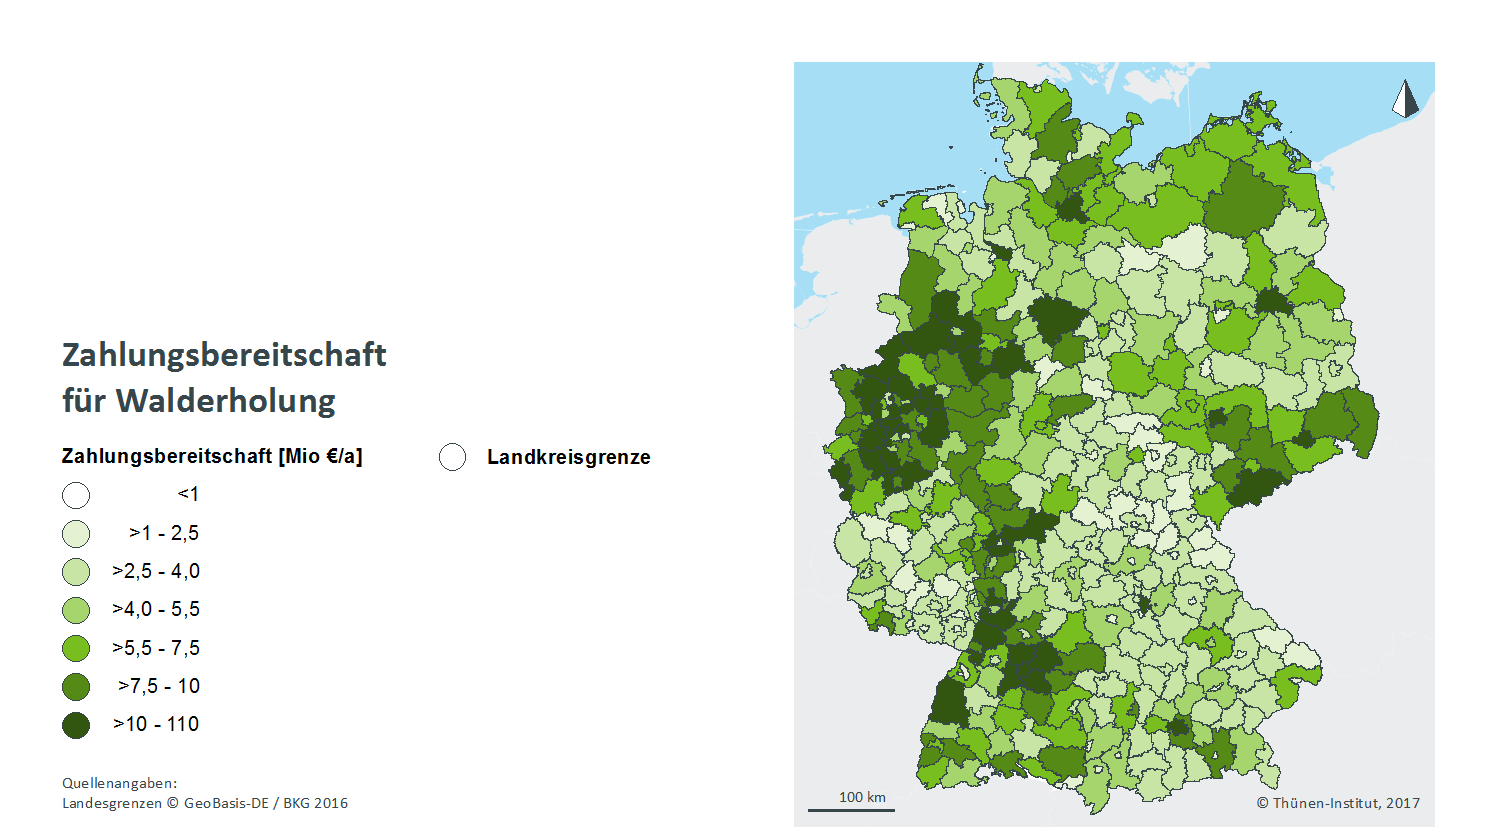 Zahlungsbereitschaft
für Walderholung
Zahlungsbereitschaft [Mio €/a]
Landkreisgrenze
<1
>1 - 2,5
>2,5 - 4,0
>4,0 - 5,5
>5,5 - 7,5
>7,5 - 10
>10 - 110
Quellenangaben:
Landesgrenzen © GeoBasis-DE / BKG 2016
100 km
© Thünen-Institut, 2017